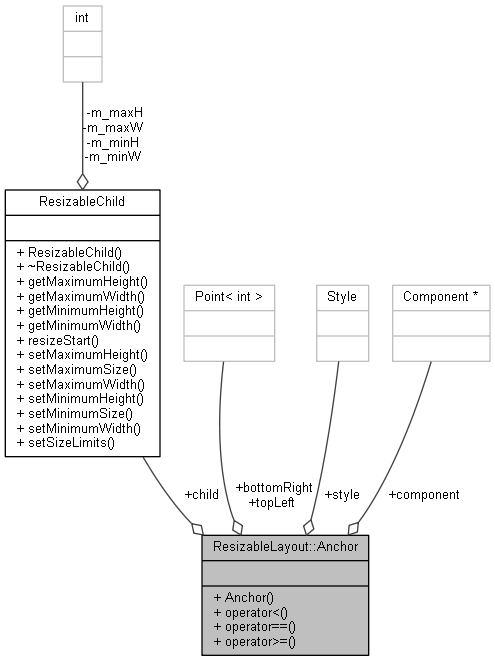 int
-m_maxH
-m_maxW
-m_minH
-m_minW
ResizableChild
+ ResizableChild()
+ ~ResizableChild()
+ getMaximumHeight()
+ getMaximumWidth()
+ getMinimumHeight()
+ getMinimumWidth()
+ resizeStart()
+ setMaximumHeight()
+ setMaximumSize()
+ setMaximumWidth()
+ setMinimumHeight()
+ setMinimumSize()
+ setMinimumWidth()
+ setSizeLimits()
Point< int >
Style
Component *
+child
+bottomRight
+topLeft
+style
+component
ResizableLayout::Anchor
+ Anchor()
+ operator<()
+ operator==()
+ operator>=()